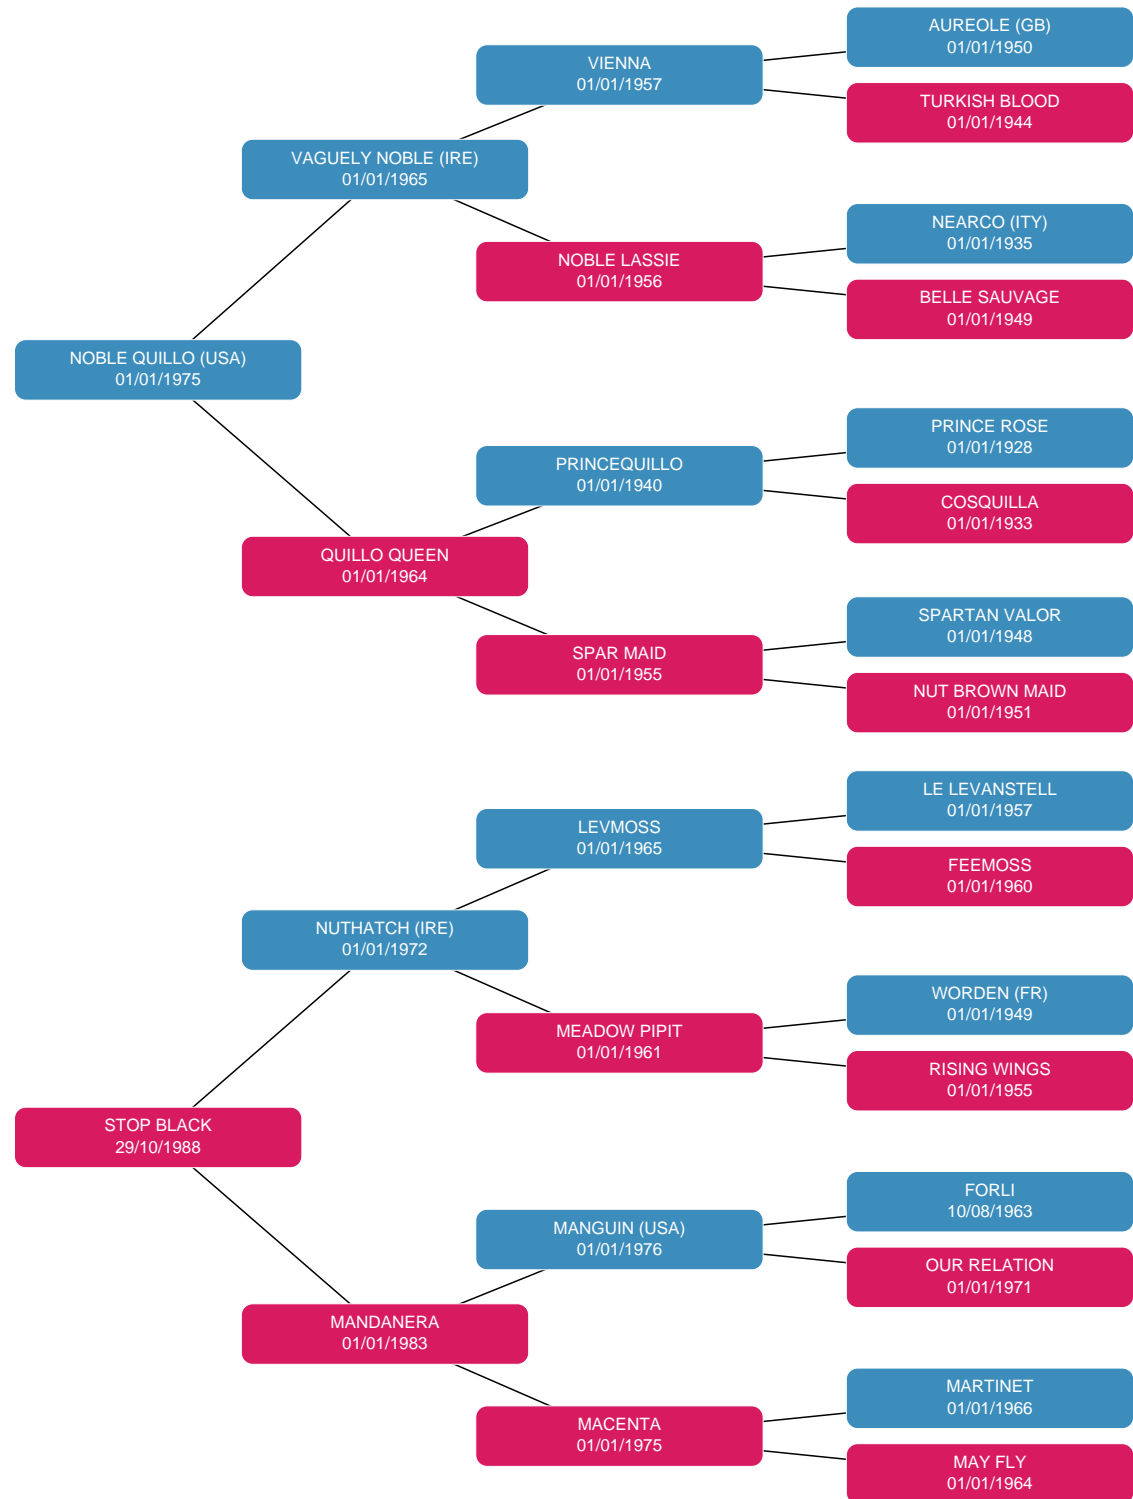 AUREOLE (GB)
01/01/1950
VIENNA
01/01/1957
TURKISH BLOOD
01/01/1944
VAGUELY NOBLE (IRE)
01/01/1965
NEARCO (ITY)
01/01/1935
NOBLE LASSIE
01/01/1956
BELLE SAUVAGE
01/01/1949
NOBLE QUILLO (USA)
01/01/1975
PRINCE ROSE
01/01/1928
PRINCEQUILLO
01/01/1940
COSQUILLA
01/01/1933
QUILLO QUEEN
01/01/1964
SPARTAN VALOR
01/01/1948
SPAR MAID
01/01/1955
NUT BROWN MAID
01/01/1951
LE LEVANSTELL
01/01/1957
LEVMOSS
01/01/1965
FEEMOSS
01/01/1960
NUTHATCH (IRE)
01/01/1972
WORDEN (FR)
01/01/1949
MEADOW PIPIT
01/01/1961
RISING WINGS
01/01/1955
STOP BLACK
29/10/1988
FORLI
10/08/1963
MANGUIN (USA)
01/01/1976
OUR RELATION
01/01/1971
MANDANERA
01/01/1983
MARTINET
01/01/1966
MACENTA
01/01/1975
MAY FLY
01/01/1964